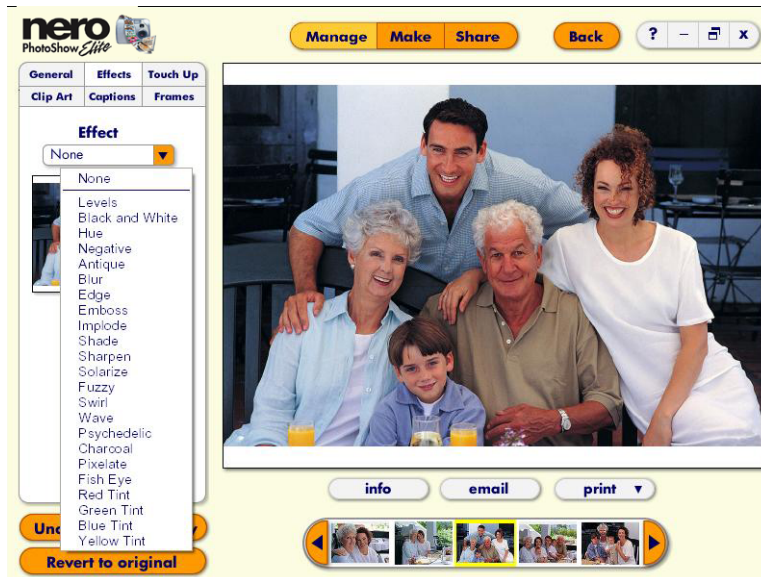 nero
PhotoShow Elite
Manage Make Share Back ? – x
General Effects Touch Up
Clip Art Captions Frames
Effect
None
None
Levels
Black and White
Hue
Negative
Antique
Blur
Edge
Emboss
Implode
Shade
Sharpen
Solarize
Fuzzy
Swirl
Wave
Psychedelic
Charcoal
Pixelate
Fish Eye
Red Tint
Green Tint
Blue Tint
Yellow Tint
info email print
Revert to original